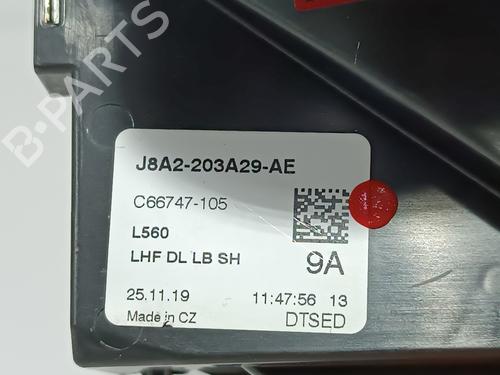 J8A2-203A29-AE
C66747-105
L560
LHF DL LB SH
9A
25.11.19 11:47:56 13
Made in CZ DTSED
B-PARTS